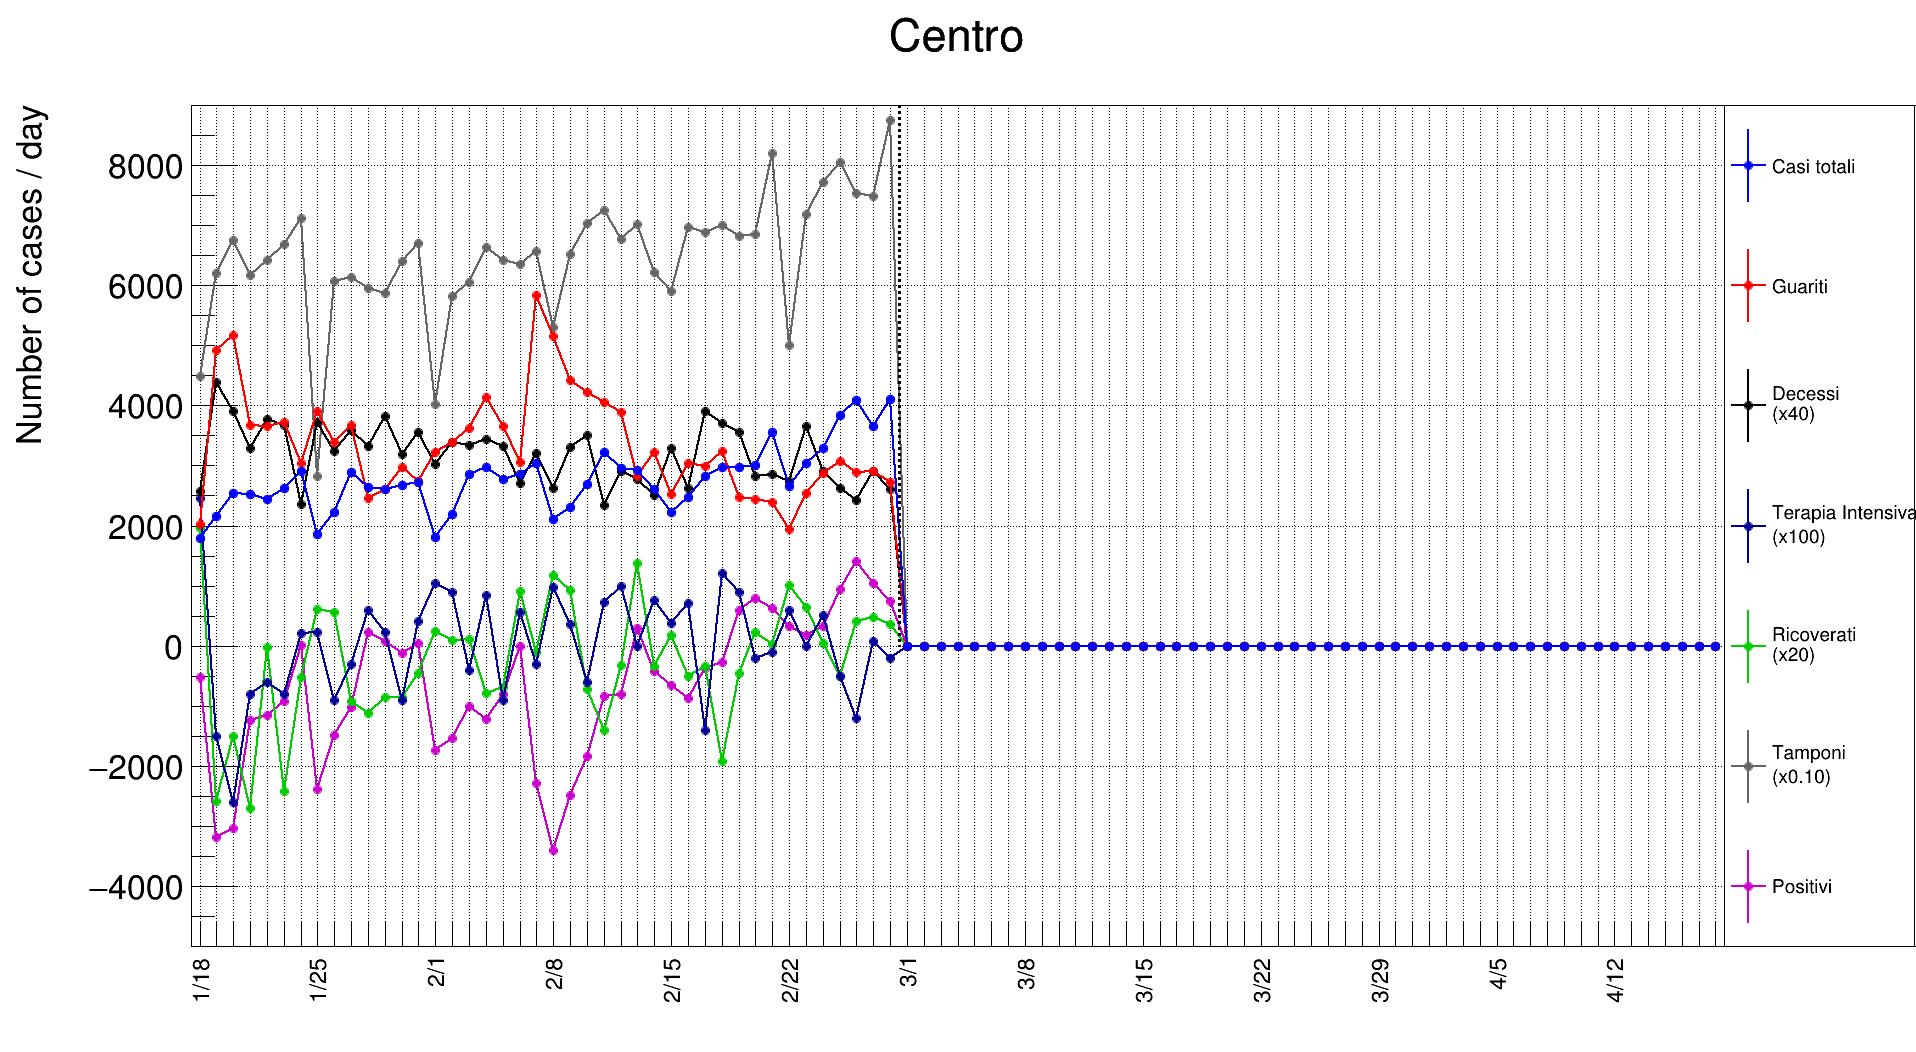 Centro
Number of cases / day
8000
6000
4000
2000
0
−2000
−4000
1/18
1/25
2/1
2/8
2/15
2/22
3/1
3/8
3/15
3/22
3/29
4/5
4/12
Casi totali
Guariti
Decessi
(x40)
Terapia Intensiva
(x100)
Ricoverati
(x20)
Tamponi
(x0.10)
Positivi